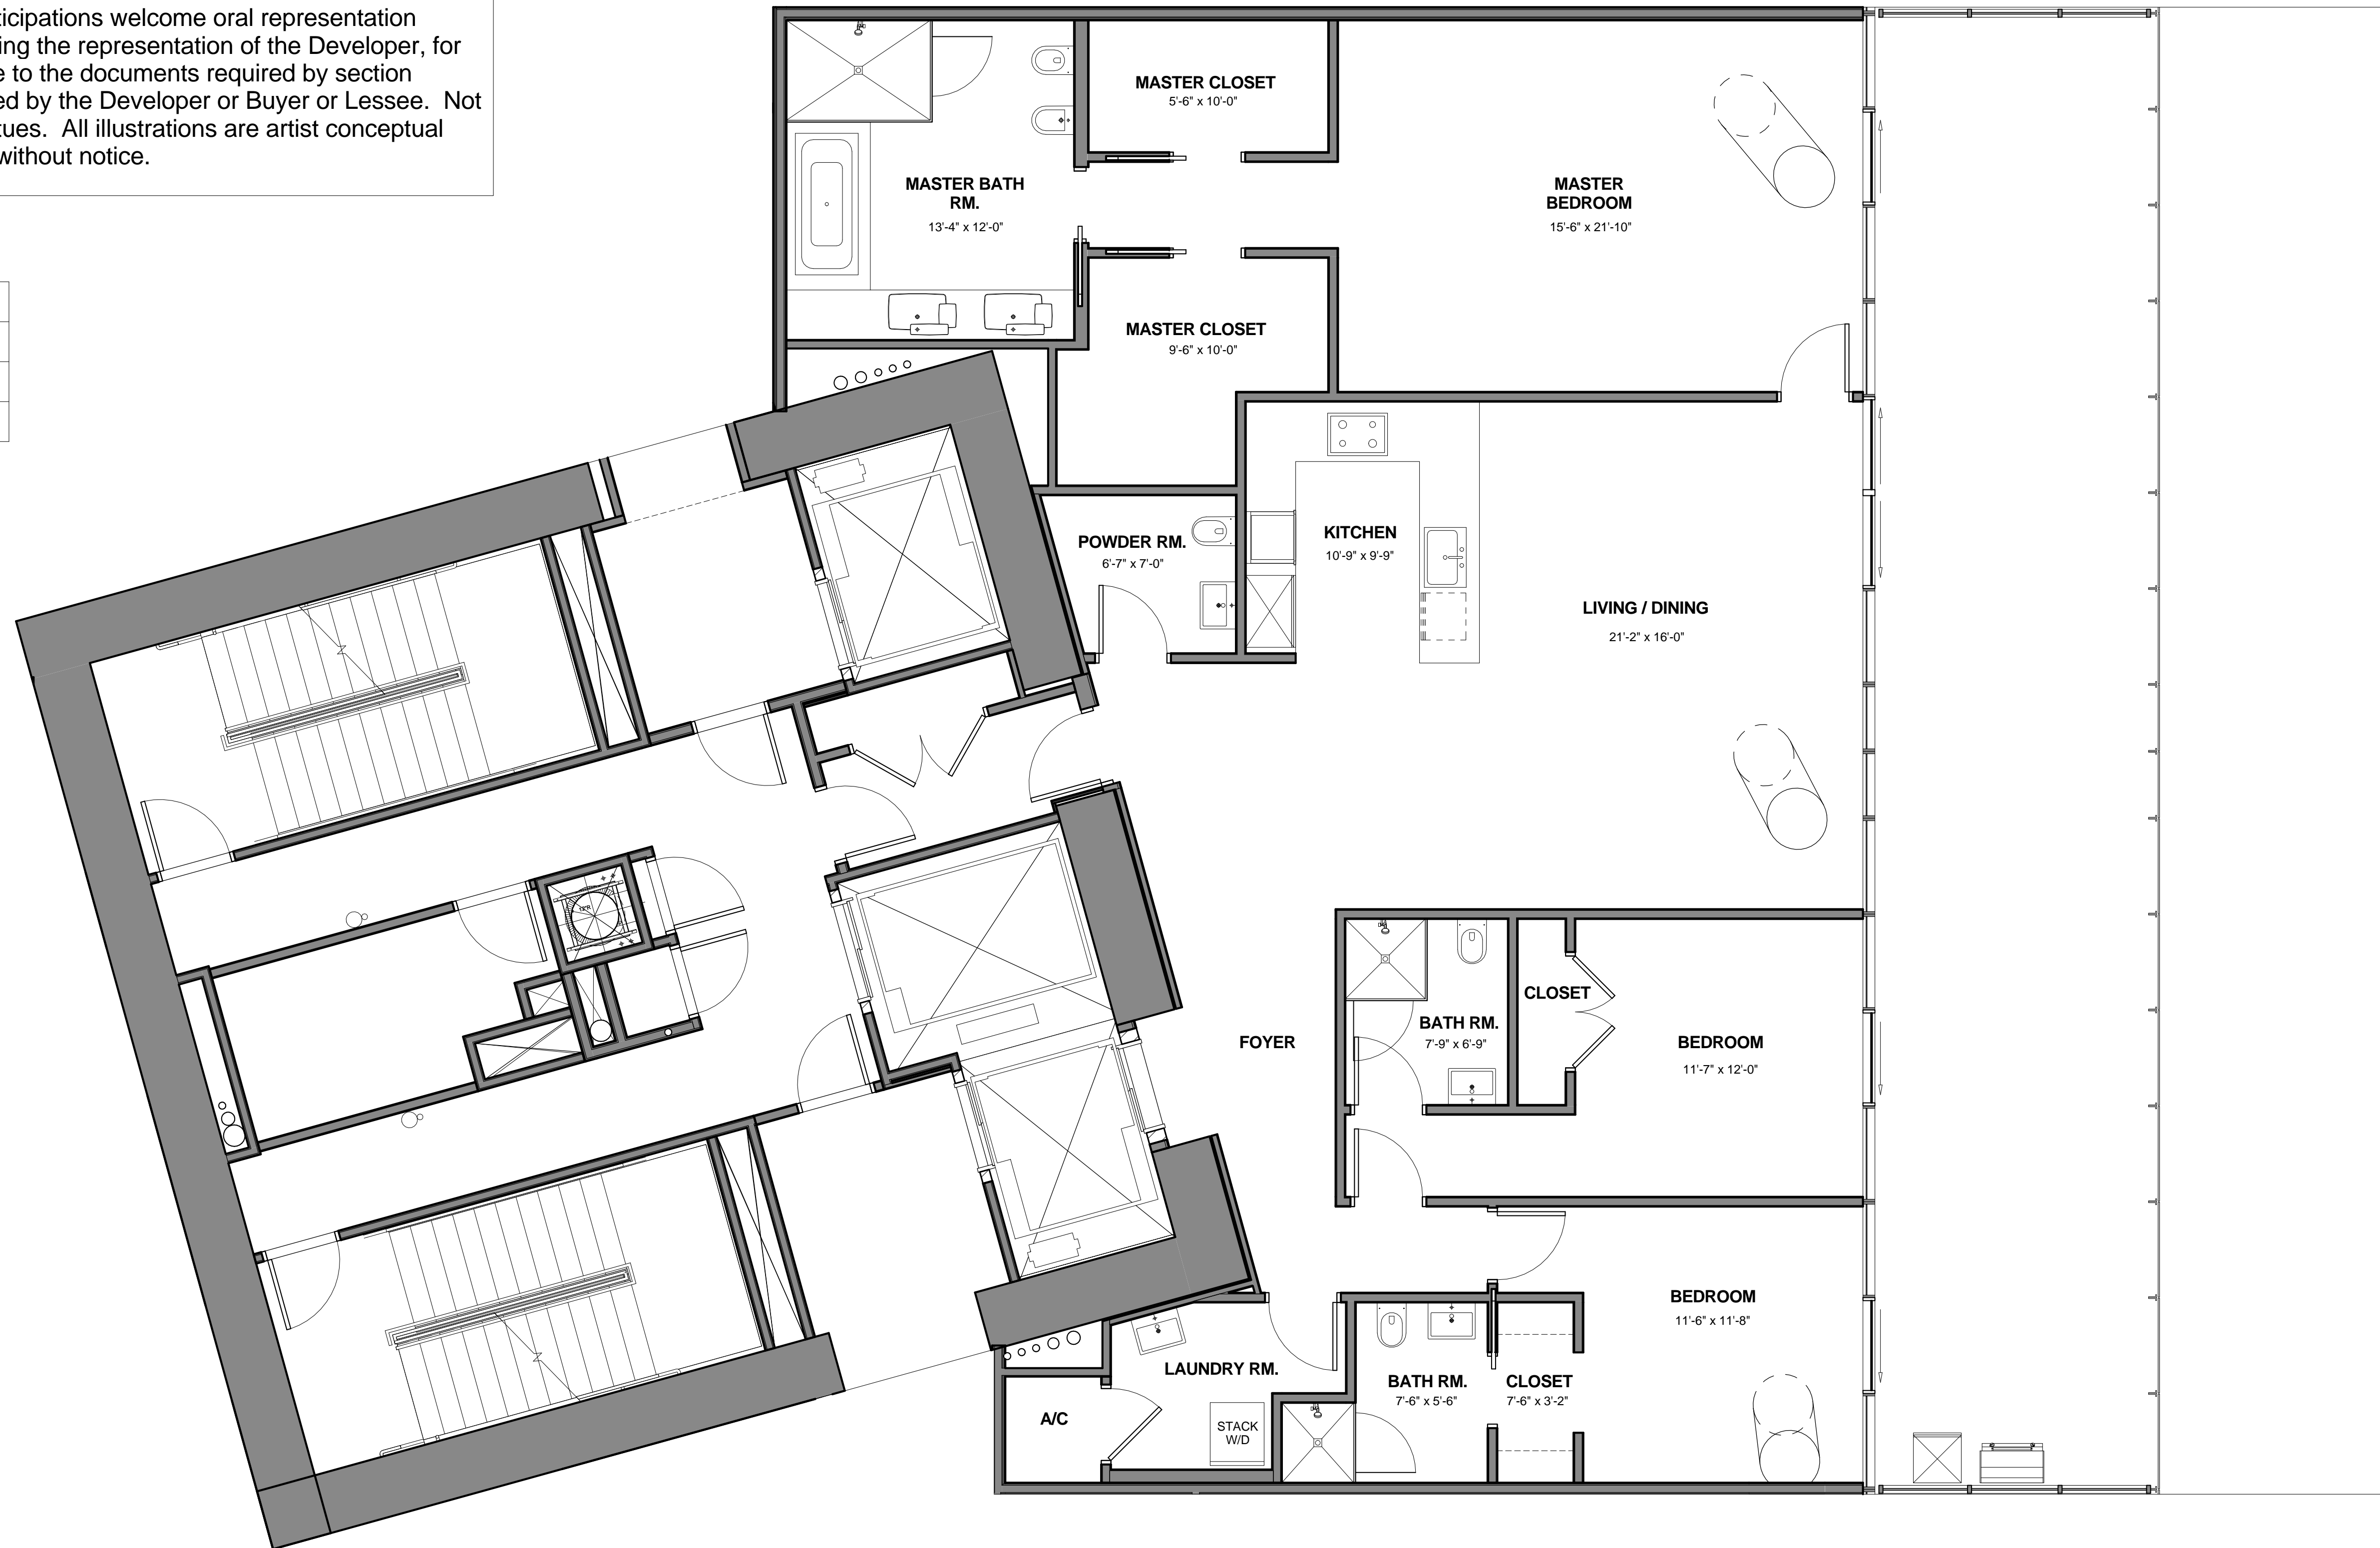 ticipations welcome oral representation
ing the representation of the Developer, for
e to the documents required by section
ed by the Developer or Buyer or Lessee. Not
tues. All illustrations are artist conceptual
without notice.
MASTER CLOSET
5'-6" x 10'-0"
MASTER BATH
RM.
13'-4" x 12'-0"
MASTER
BEDROOM
15'-6" x 21'-10"
MASTER CLOSET
9'-6" x 10'-0"
POWDER RM.
6'-7" x 7'-0"
KITCHEN
10'-9" x 9'-9"
LIVING / DINING
21'-2" x 16'-0"
CLOSET
BATH RM.
7'-9" x 6'-9"
FOYER
BEDROOM
11'-7" x 12'-0"
BEDROOM
11'-6" x 11'-8"
LAUNDRY RM.
BATH RM.
7'-6" x 5'-6"
CLOSET
7'-6" x 3'-2"
A/C
STACK
W/D